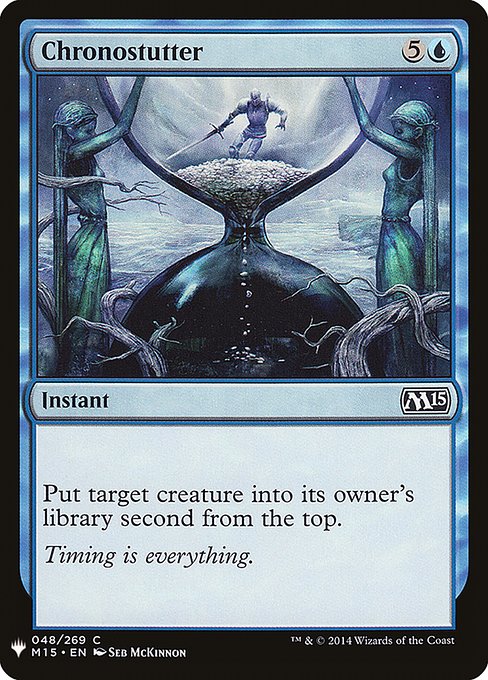 Chronostutter 5
Instant M15
Put target creature into its owner's
library second from the top.
Timing is everything.
048/269 C
M15 • EN Seb McKinnon
™ & © 2014 Wizards of the Coast